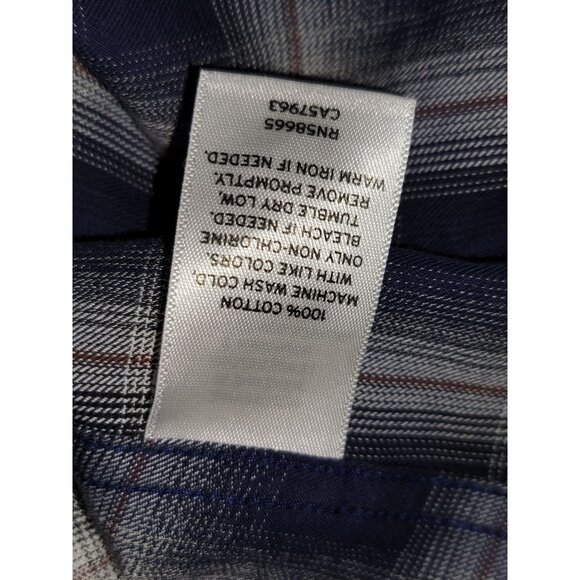 100% COTTON
MACHINE WASH COLD,
WITH LIKE COLORS.
ONLY NON-CHLORINE
BLEACH IF NEEDED.
TUMBLE DRY LOW,
REMOVE PROMPTLY.
WARM IRON IF NEEDED.
RN58665
CA57963